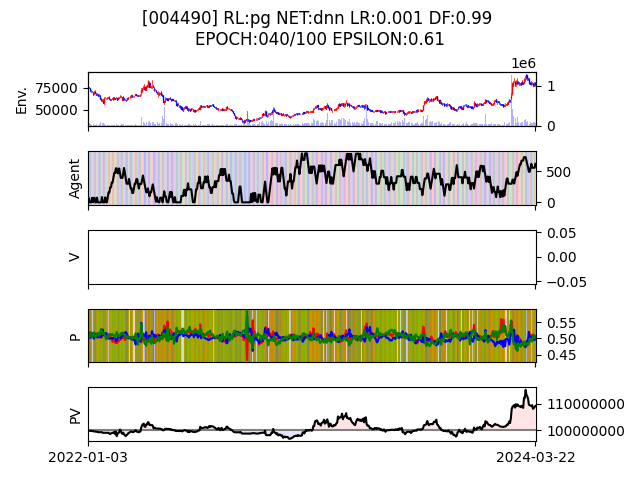 [004490] RL:pg NET:dnn LR:0.001 DF:0.99
EPOCH:040/100 EPSILON:0.61
1e6
Env.
75000
50000
1
0
Agent
500
0
V
0.05
0.00
−0.05
P
0.55
0.50
0.45
PV
110000000
100000000
2022-01-03
2024-03-22